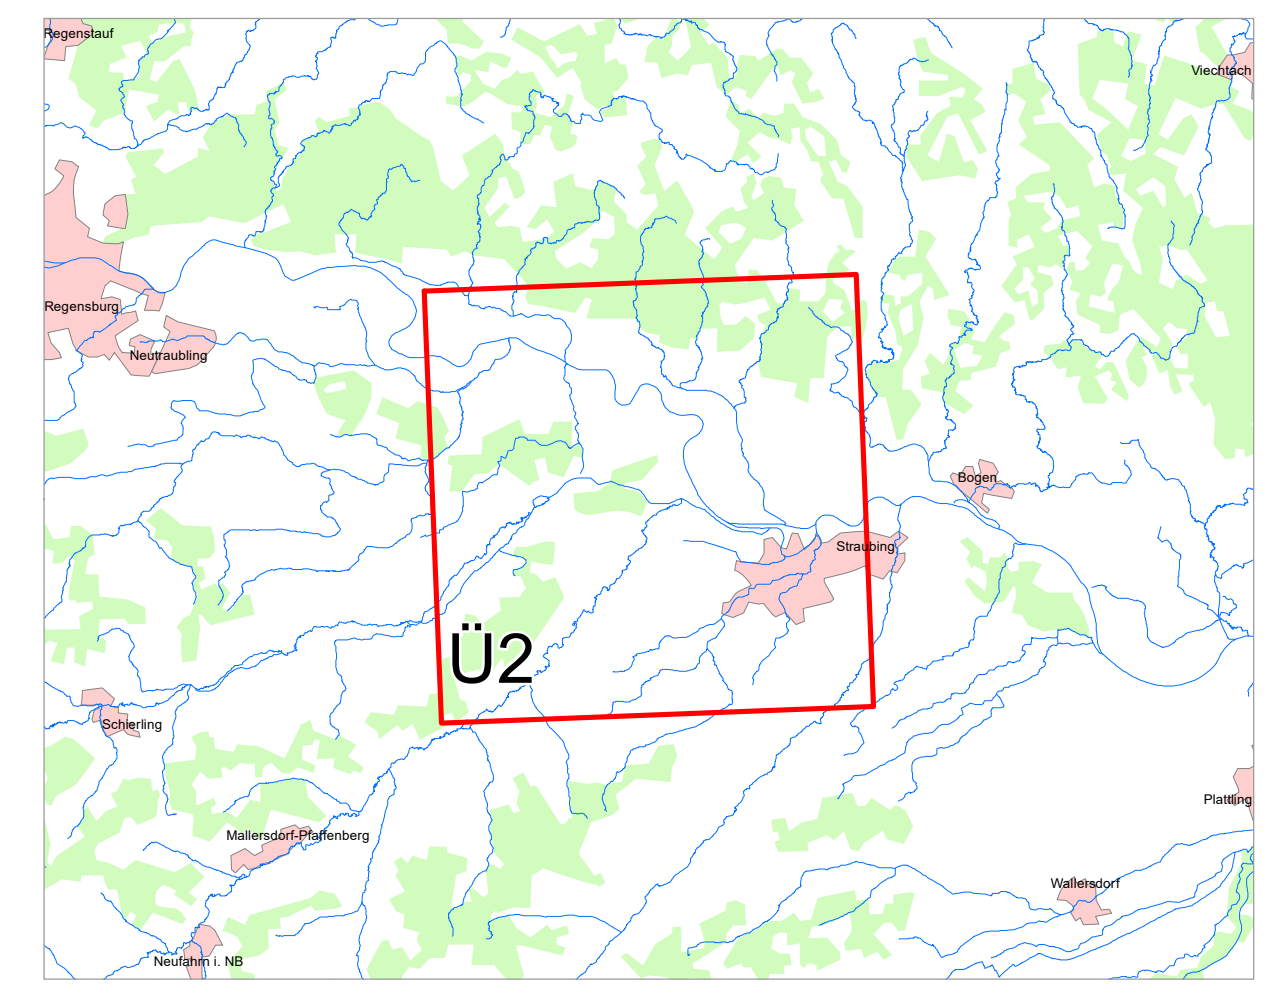 Regenstauf
Viechtach
Regensburg
Neutraubling
Bogen
Straubing
Ü2
Schierling
Plattling
Mallersdorf-Pfaffenberg
Wallersdorf
Neufahrn i. NB